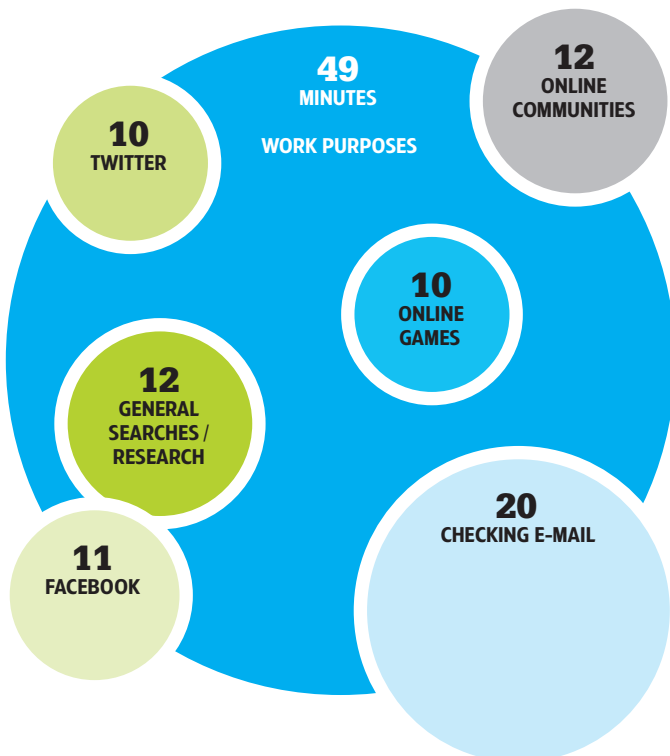 49
MINUTES
WORK PURPOSES
12
ONLINE
COMMUNITIES
10
TWITTER
10
ONLINE
GAMES
12
GENERAL
SEARCHES /
RESEARCH
20
CHECKING E-MAIL
11
FACEBOOK